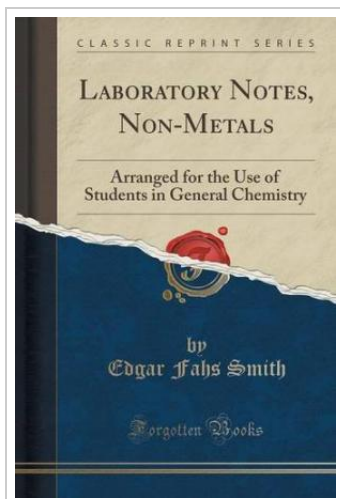 CLASSIC REPRINT SERIES
LABORATORY NOTES,
NON-METALS
Arranged for the Use of
Students in General Chemistry
by
Edgar Fahs Smith
Forgotten Books